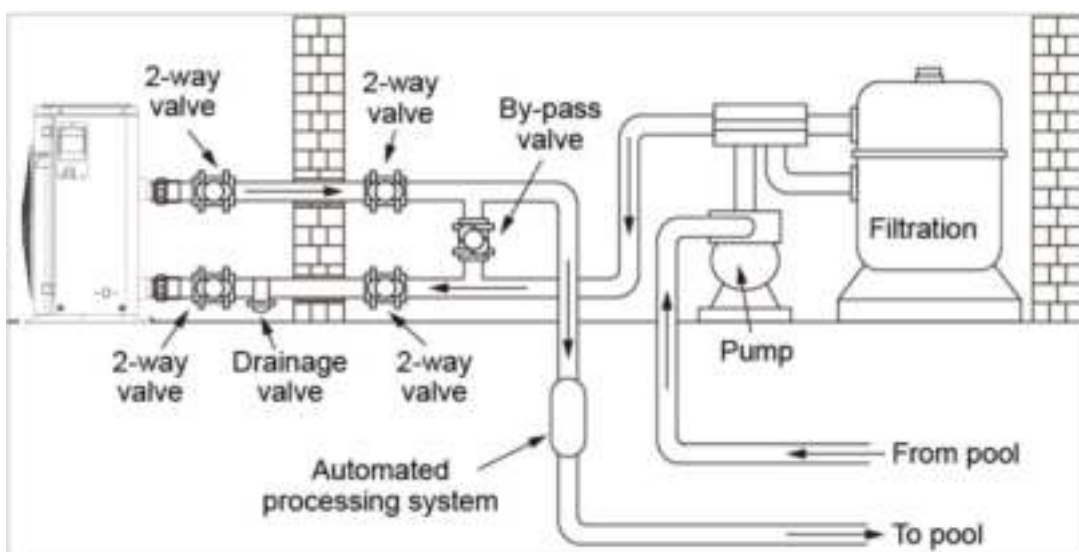 2-way
valve
2-way
valve
By-pass
valve
Filtration
Pump
2-way
valve
Drainage
valve
2-way
valve
Automated
processing system
From pool
To pool